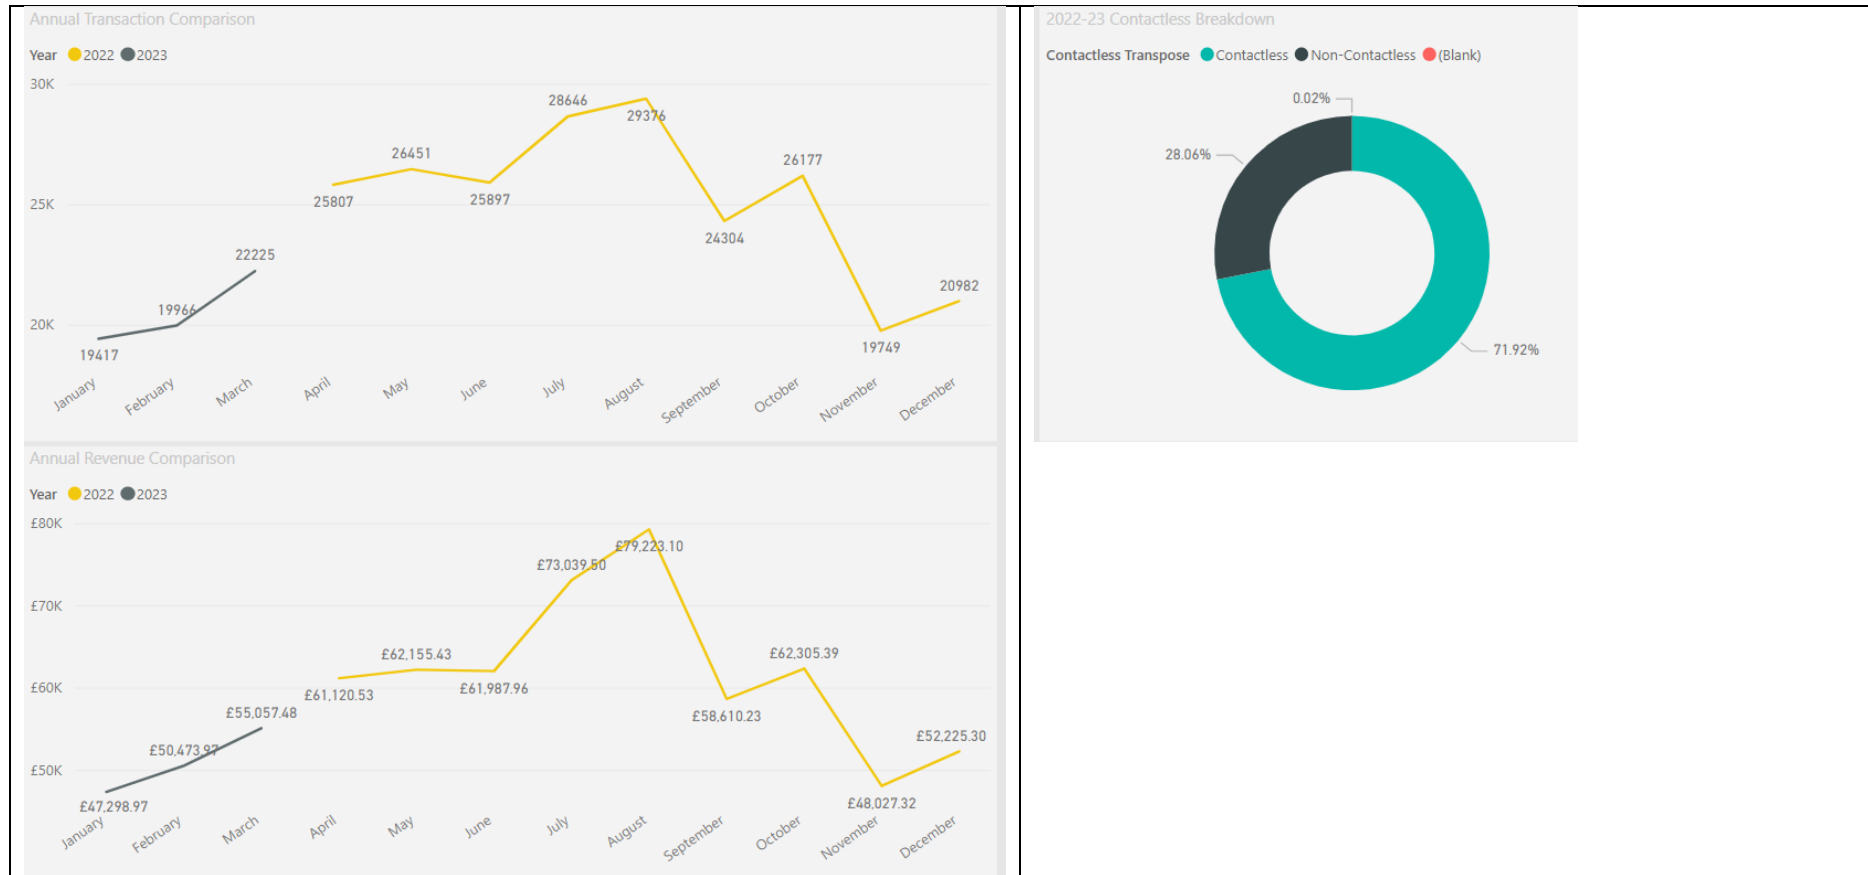 Annual Transaction Comparison
Year 2022 2023
30K
25K
20K
28646
29376
26451
26177
25807
25897
24304
22225
20982
19966
19749
19417
January February March April May June July August September October November December
Annual Revenue Comparison
Year 2022 2023
£80K
£70K
£60K
£50K
£79,223.10
£73,039.50
£62,155.43
£62,305.39
£61,987.96
£61,120.53
£58,610.23
£55,057.48
£52,225.30
£50,473.97
£48,027.32
£47,298.97
January February March April May June July August September October November December
2022-23 Contactless Breakdown
Contactless Transpose Contactless Non-Contactless (Blank)
0.02%
28.06%
71.92%